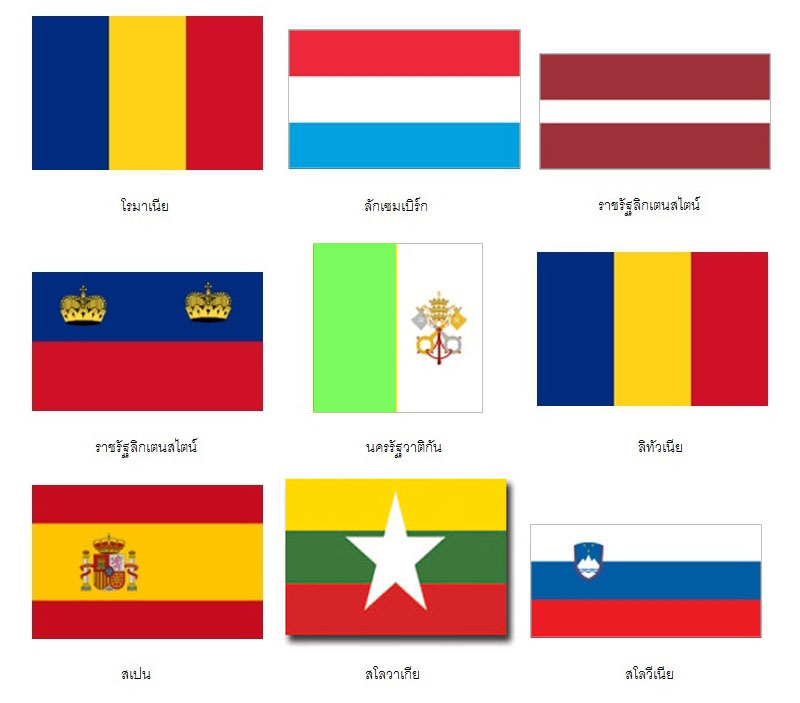 โรมาเนีย
ลักเซมเบิร์ก
ราชรัฐลิกเตนสไตน์
ราชรัฐลิกเตนสไตน์
นครรัฐวาติกัน
ลิทัวเนีย
สเปน
สโลวาเกีย
สโลวีเนีย